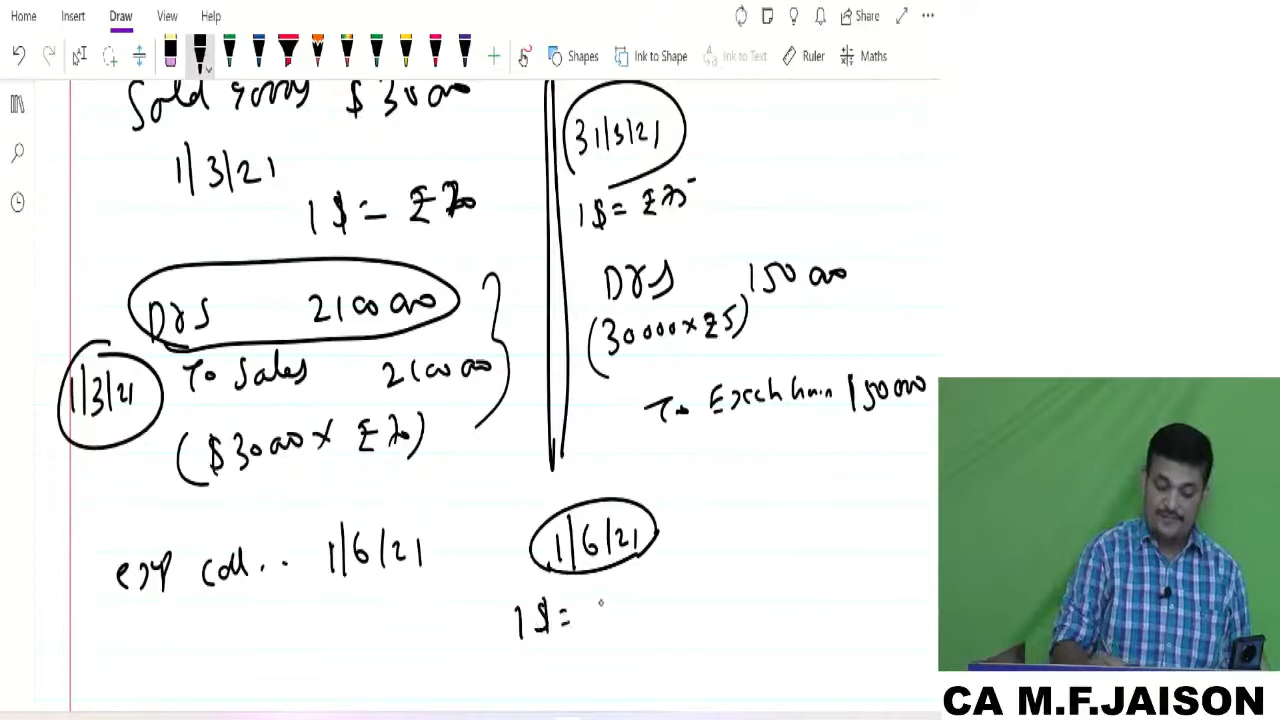 Home Insert Draw View Help Share
Shapes Ink to Shape Ink to Text Ruler Maths
Sold goods $ 30000
1/3/21
1 $ = ₹ 70
Drs 2100000
1/3/21 To Sales 2100000
($30000 × ₹ 70)
exp coll.. 1/6/21
31/3/21
1 $ = ₹ 75
Drs 150000
(30000 × ₹ 5)
To Exch Gain 150000
1/6/21
1 $ =
CA M.F.JAISON